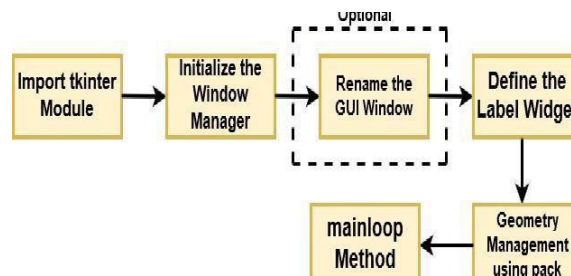 Optional
Import tkinter
Module
Initialize the
Window
Manager
Rename the
GUI Window
Define the
Label Widge
Geometry
Management
using pack
mainloop
Method